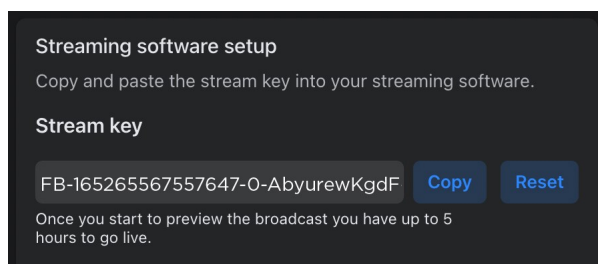 Streaming software setup
Copy and paste the stream key into your streaming software.
Stream key
FB-165265567557647-0-AbyurewKgdF
Copy
Reset
Once you start to preview the broadcast you have up to 5
hours to go live.